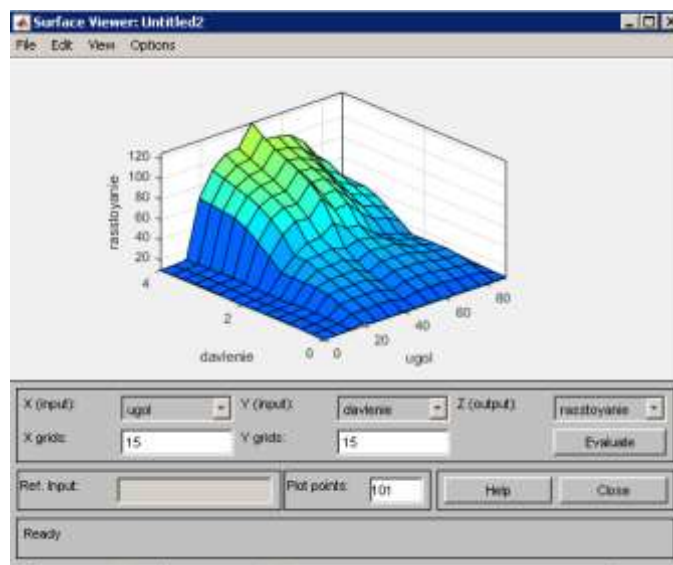 Surface Viewer: Untitled2
File Edit View Options
120
100
80
60
40
20
rasstoyanie
4
2
0
davlenie
0
20
40
60
80
ugol
X (input): ugol Y (input): davlenie Z (output): rasstoyanie
X grids: 15 Y grids: 15 Evaluate
Ref. Input: Plot points: 101 Help Close
Ready